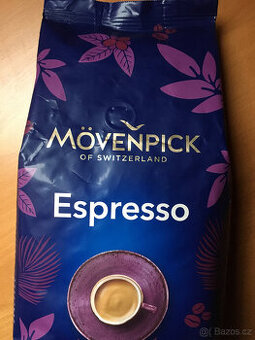 MÖVENPICK
OF SWITZERLAND
Espresso
Bazos.cz